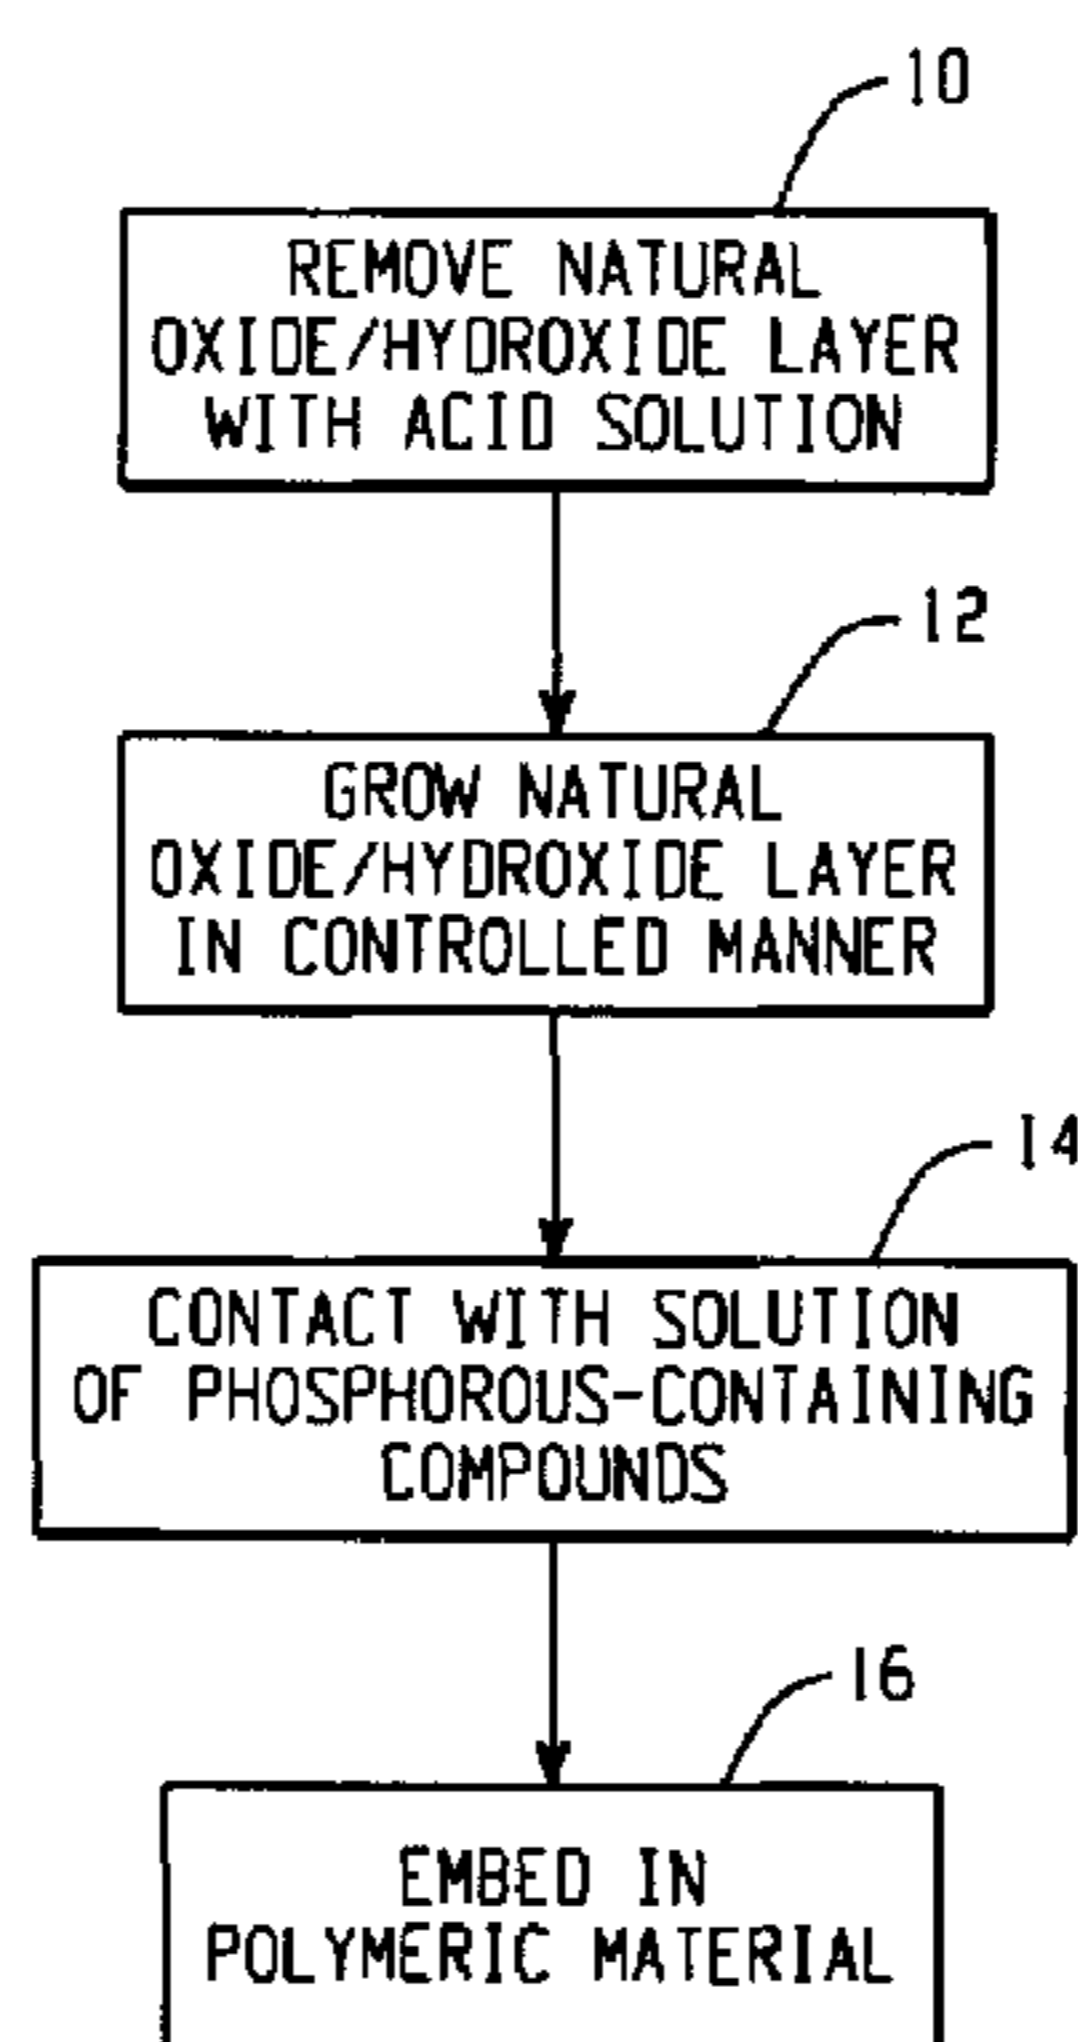 10
REMOVE NATURAL
OXIDE/HYDROXIDE LAYER
WITH ACID SOLUTION
12
GROW NATURAL
OXIDE/HYDROXIDE LAYER
IN CONTROLLED MANNER
14
CONTACT WITH SOLUTION
OF PHOSPHOROUS-CONTAINING
COMPOUNDS
16
EMBED IN
POLYMERIC MATERIAL